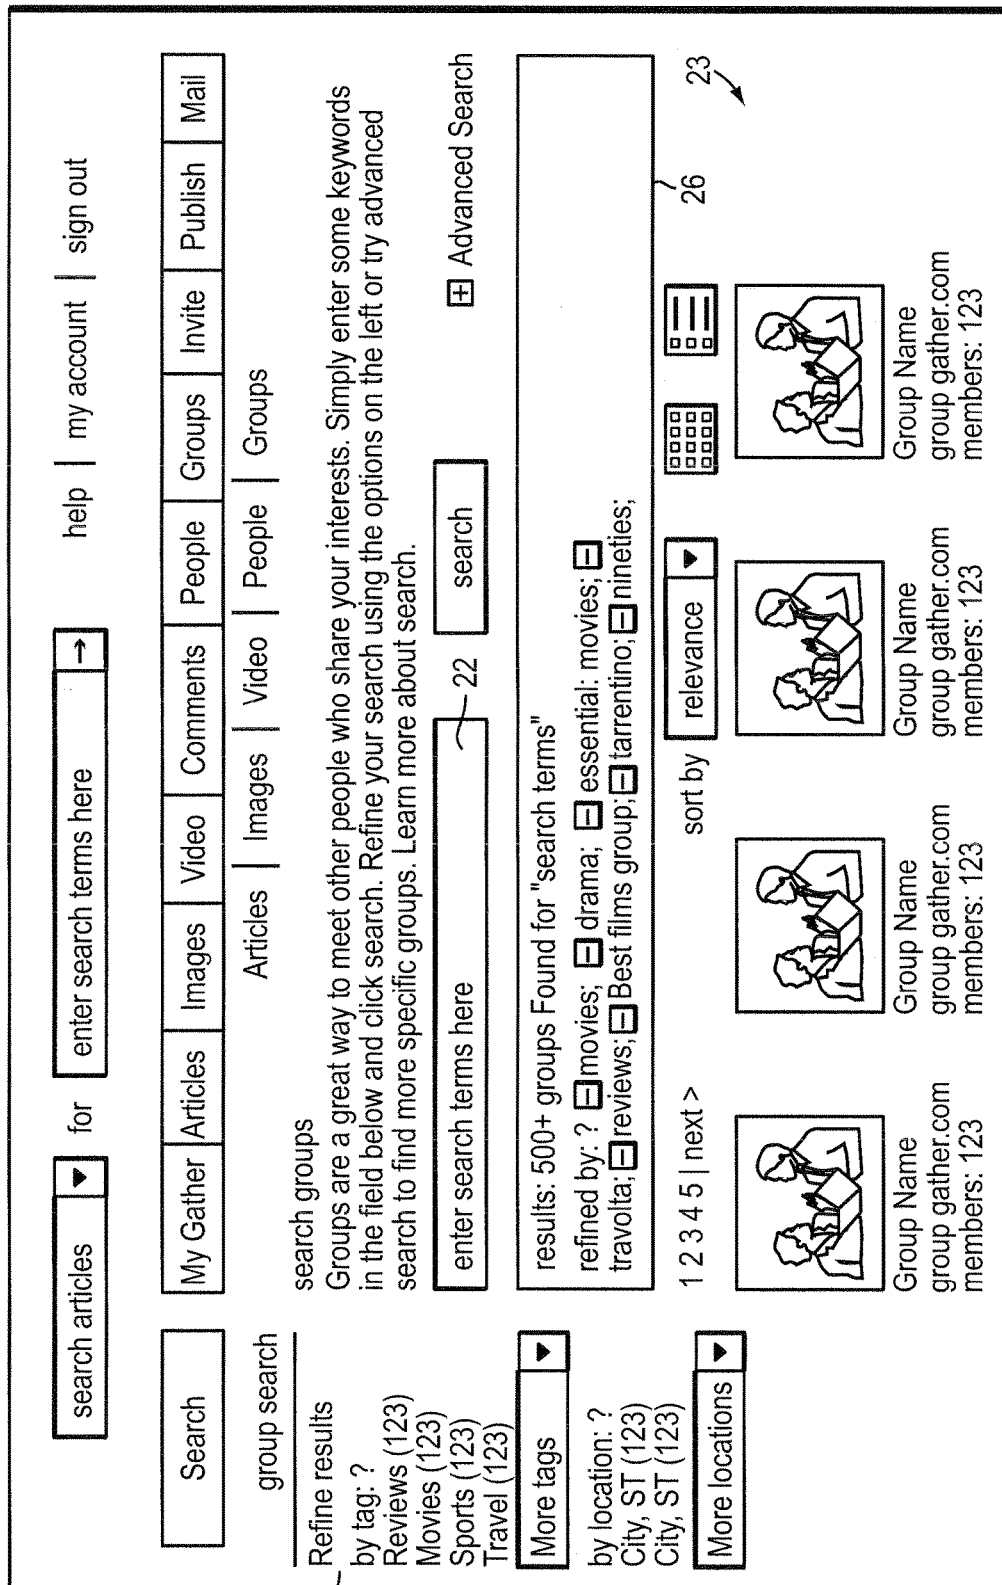 search articles ▼ for enter search terms here → help | my account | sign out
Search My Gather Articles Images Video Comments People Groups Invite Publish Mail
group search Articles | Images | Video | People | Groups
Refine results
by tag: ?
Reviews (123)
Movies (123)
Sports (123)
Travel (123)
More tags ▼
by location: ?
City, ST (123)
City, ST (123)
More locations ▼
search groups
Groups are a great way to meet other people who share your interests. Simply enter some keywords
in the field below and click search. Refine your search using the options on the left or try advanced
search to find more specific groups. Learn more about search.
enter search terms here 22 search + Advanced Search
results: 500+ groups Found for "search terms"
refined by: ? − movies; − drama; − essential: movies; −
travolta; − reviews; − Best films group; − tarrentino; − nineties;
26
1 2 3 4 5 | next > sort by relevance ▼
23
Group Name Group Name Group Name Group Name
group gather.com group gather.com group gather.com group gather.com
members: 123 members: 123 members: 123 members: 123